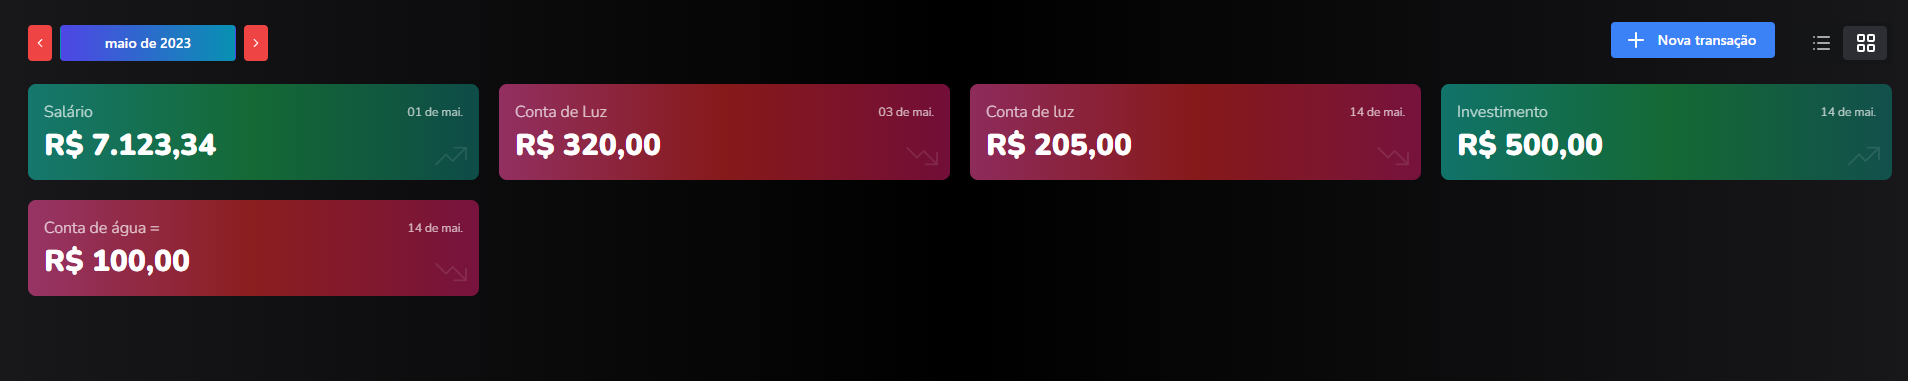 maio de 2023
Nova transação
Salário
01 de mai.
R$ 7.123,34
Conta de Luz
03 de mai.
R$ 320,00
Conta de luz
14 de mai.
R$ 205,00
Investimento
14 de mai.
R$ 500,00
Conta de água =
14 de mai.
R$ 100,00